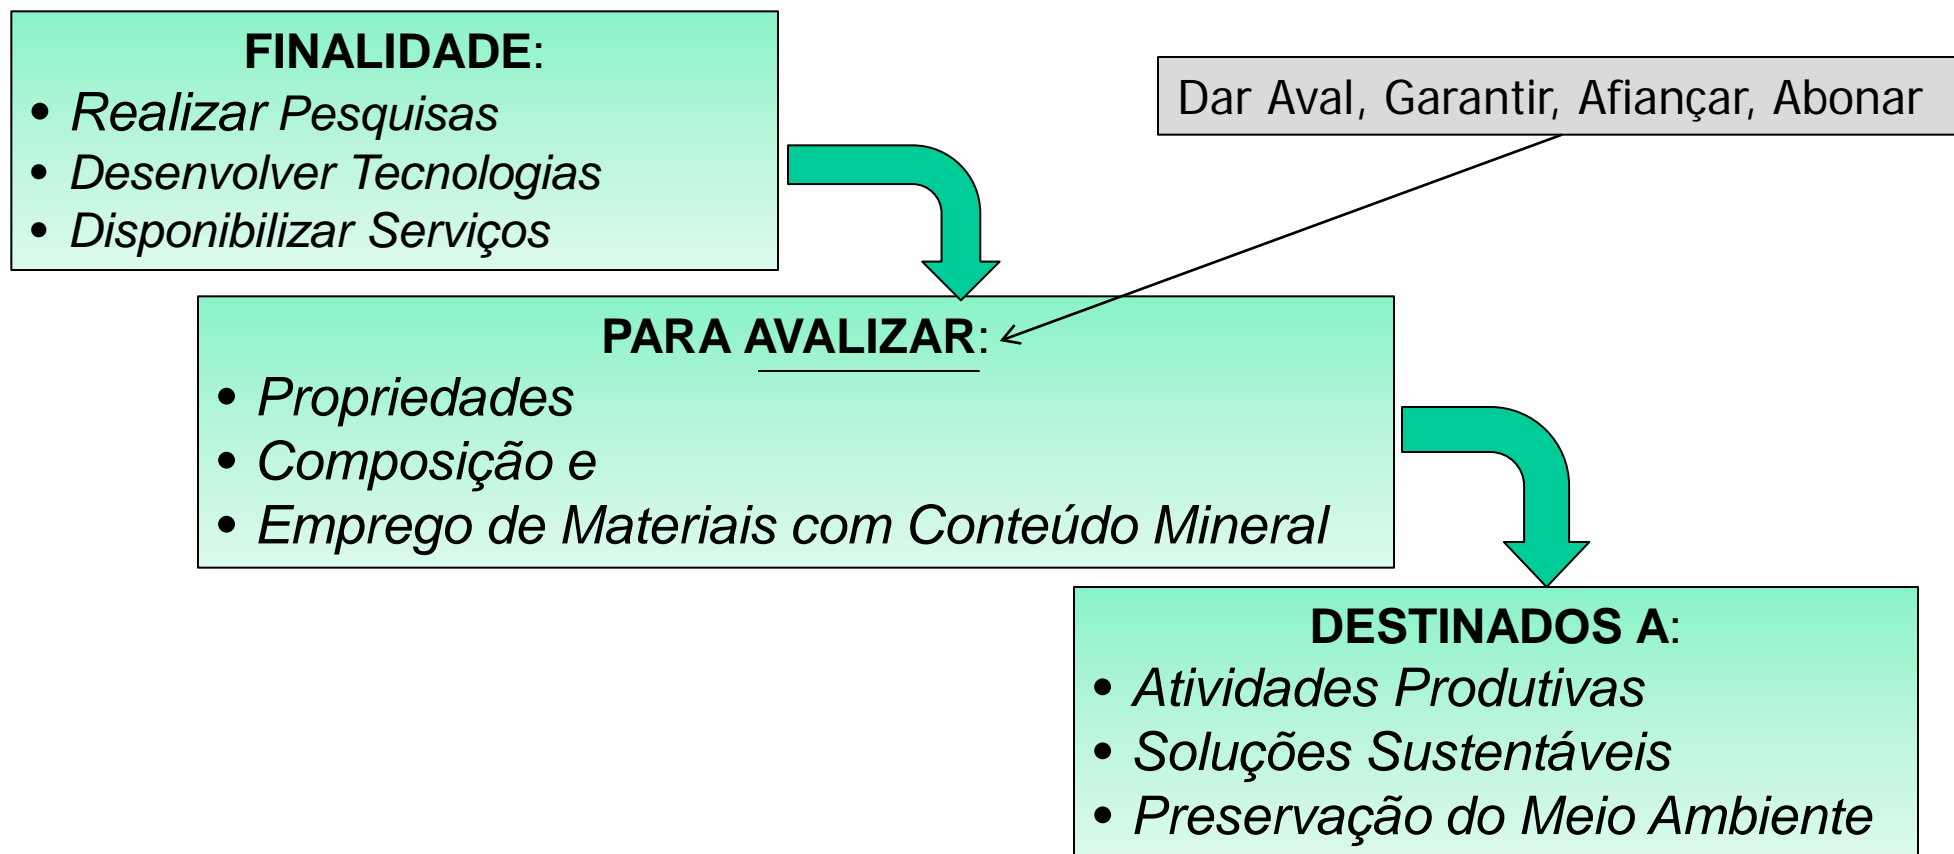 FINALIDADE:
• Realizar Pesquisas
• Desenvolver Tecnologias
• Disponibilizar Serviços
Dar Aval, Garantir, Afiançar, Abonar
PARA AVALIZAR:
• Propriedades
• Composição e
• Emprego de Materiais com Conteúdo Mineral
DESTINADOS A:
• Atividades Produtivas
• Soluções Sustentáveis
• Preservação do Meio Ambiente